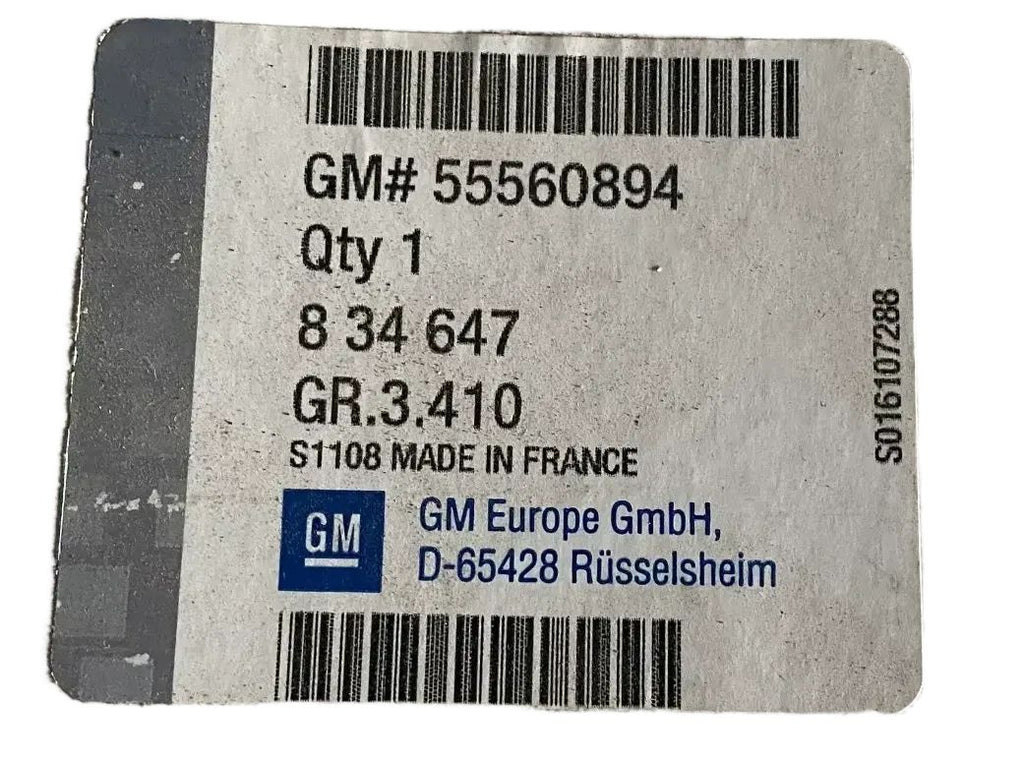 GM# 55560894
Qty 1
8 34 647
GR.3.410
S1108 MADE IN FRANCE
GM
GM Europe GmbH,
D-65428 Rüsselsheim
S016107288